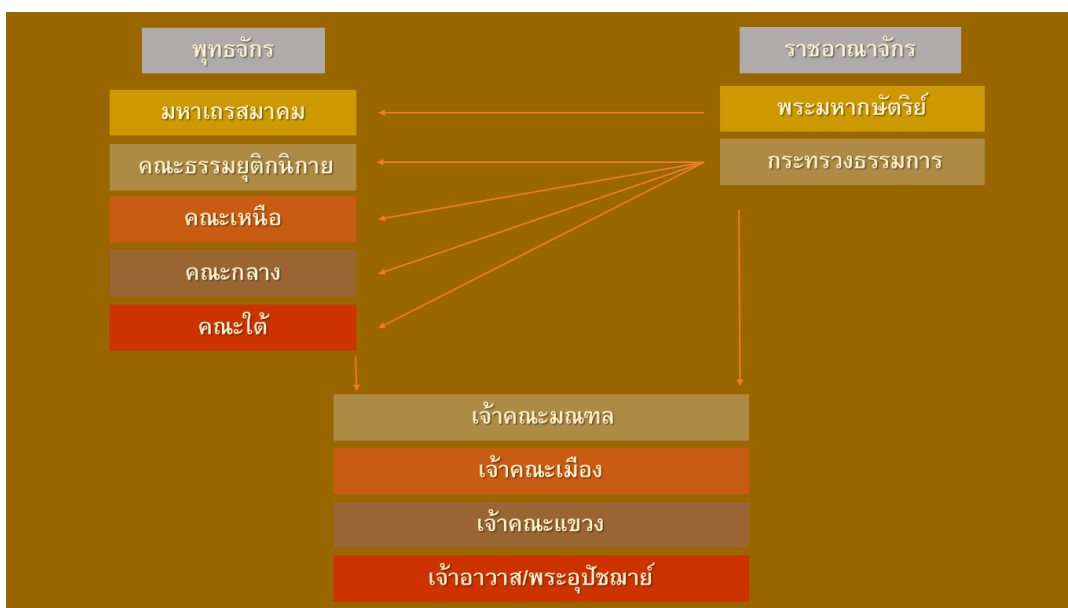 พุทธจักร
ราชอาณาจักร
มหาเถรสมาคม
พระมหากษัตริย์
คณะธรรมยุติกนิกาย
กระทรวงธรรมการ
คณะเหนือ
คณะกลาง
คณะใต้
เจ้าคณะมณฑล
เจ้าคณะเมือง
เจ้าคณะแขวง
เจ้าอาวาส/พระอุปัชฌาย์